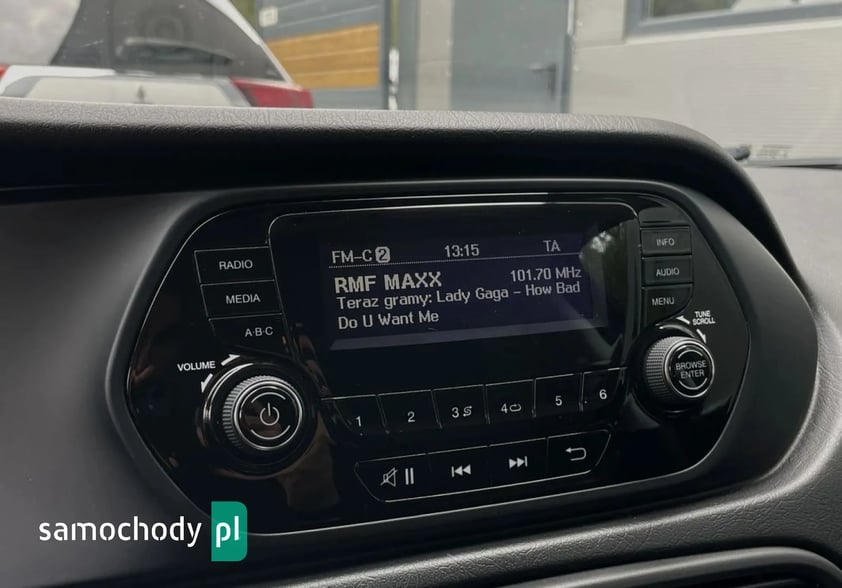 FM-C 2 13:15 TA
RMF MAXX 101.70 MHz
Teraz gramy: Lady Gaga - How Bad
Do U Want Me
RADIO
MEDIA
A·B·C
VOLUME
INFO
AUDIO
MENU
TUNE
SCROLL
BROWSE
ENTER
1 2 3 4 5 6
samochody pl